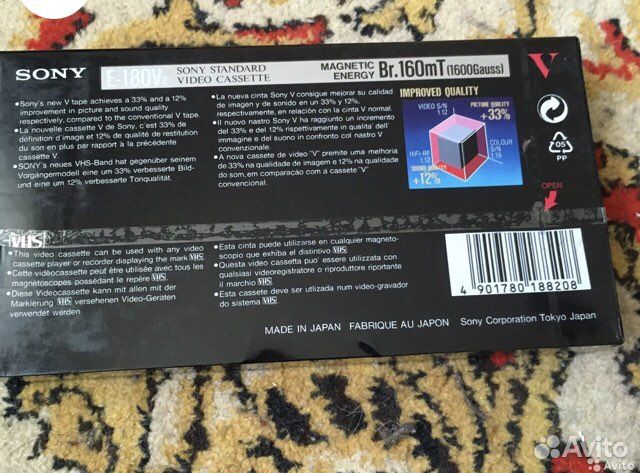 SONY
E-180V
SONY STANDARD
VIDEO CASSETTE
MAGNETIC
ENERGY
Br.160mT(1600Gauss)
V
•Sony's new V tape achieves a 33% and a 12%
improvement in picture and sound quality
respectively, compared to the conventional V tape.
•La nouvelle cassette V de Sony, c'est 33% de
définition d'image et 12% de qualité de restitution
du son en plus par rapport à la précédente
cassette V.
•SONY's neues VHS-Band hat gegenüber seinem
Vorgängermodell eine um 33% verbesserte Bild-
und eine um 12% verbesserte Tonqualität.
•La nueva cinta Sony V consigue mejorar su calidad
de imagen y de sonido en un 33% y 12%,
respectivamente, en relación con la cinta V normal.
•Il nuovo nastro Sony V ha raggiunto un incremento
del 33% e del 12% rispettivamente in qualità dell'
immagine e del suono in confronto col nastro V
convenzionale.
•A nova cassete de video "V" permite uma melhoria
de 33% na qualidade de imagem e 12% na qualidade
do som, em comparação com a cassete "V"
convencional.
IMPROVED QUALITY
VIDEO S/N
1.12
PICTURE QUALITY
+33%
HiFi-RF
1.12
COLOUR
S/N
1.19
SOUND QUALITY
+12%
05
PP
OPEN
VHS
•This video cassette can be used with any video
cassette player or recorder displaying the mark VHS.
•Cette vidéocassette peut être utilisée avec tous les
magnétoscopes possédant le repère VHS.
•Diese Videocassette kann mit allen mit der
Markierung VHS versehenen Video-Geräten
verwendet werden.
•Esta cinta puede utilizarse en cualquier magneto-
scopio que exhiba el distintivo VHS.
•Questa video cassetta puo' essere utilizzata con
qualsiasi videoregistratore o riproduttore riportante
il marchio VHS.
•Esta cassete deve ser utilizada num video-gravador
do sistema VHS.
4 901780 188208
MADE IN JAPAN FABRIQUE AU JAPON Sony Corporation Tokyo Japan
Avito
Avito